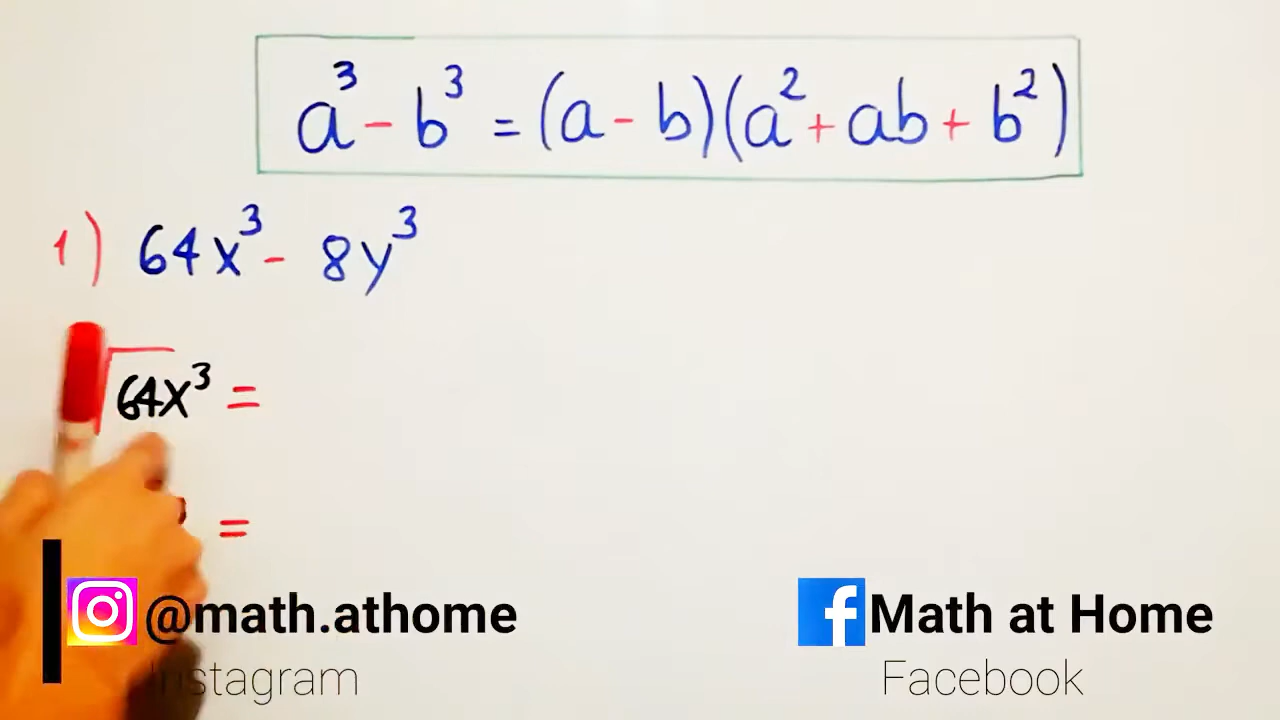 a³ - b³ = (a - b)(a² + ab + b²)
1) 64x³ - 8y³
√64x³ =
=
@math.athome
Instagram
Math at Home
Facebook